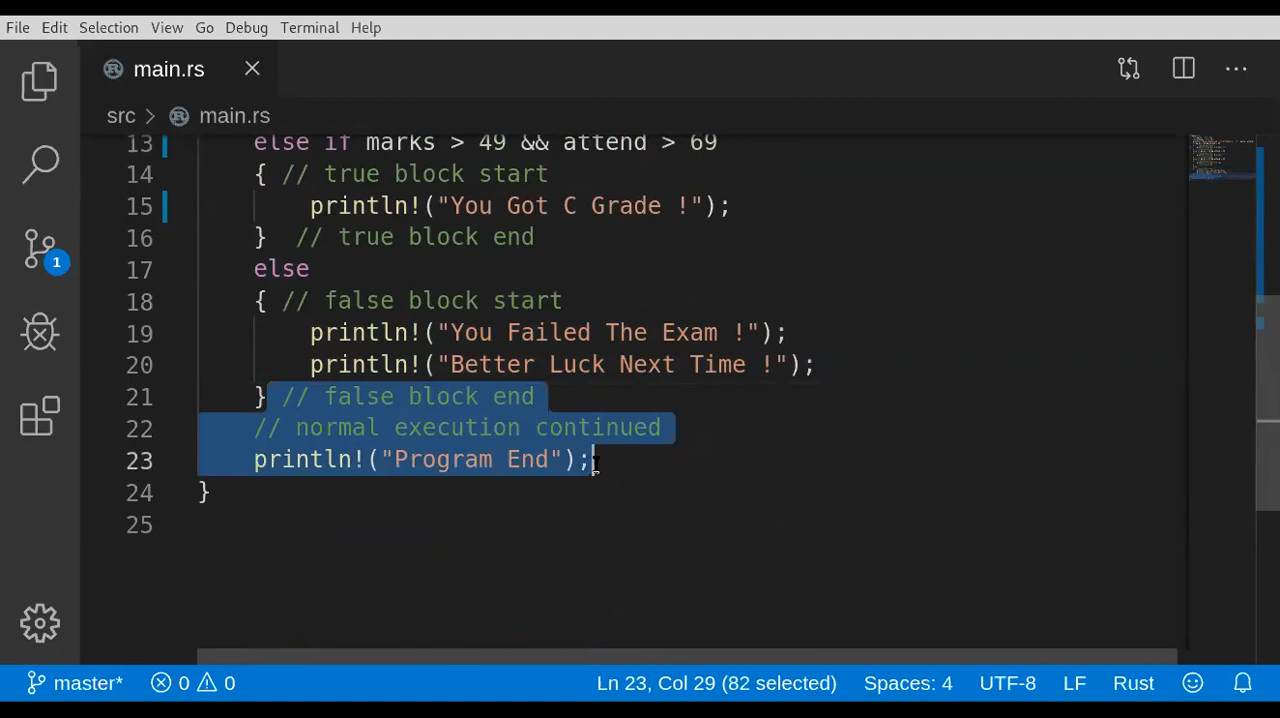 File Edit Selection View Go Debug Terminal Help
main.rs
src > main.rs
13 else if marks > 49 && attend > 69
14 { // true block start
15 println!("You Got C Grade !");
16 } // true block end
17 else
18 { // false block start
19 println!("You Failed The Exam !");
20 println!("Better Luck Next Time !");
21 } // false block end
22 // normal execution continued
23 println!("Program End");
24 }
25
1
master* 0 0 Ln 23, Col 29 (82 selected) Spaces: 4 UTF-8 LF Rust